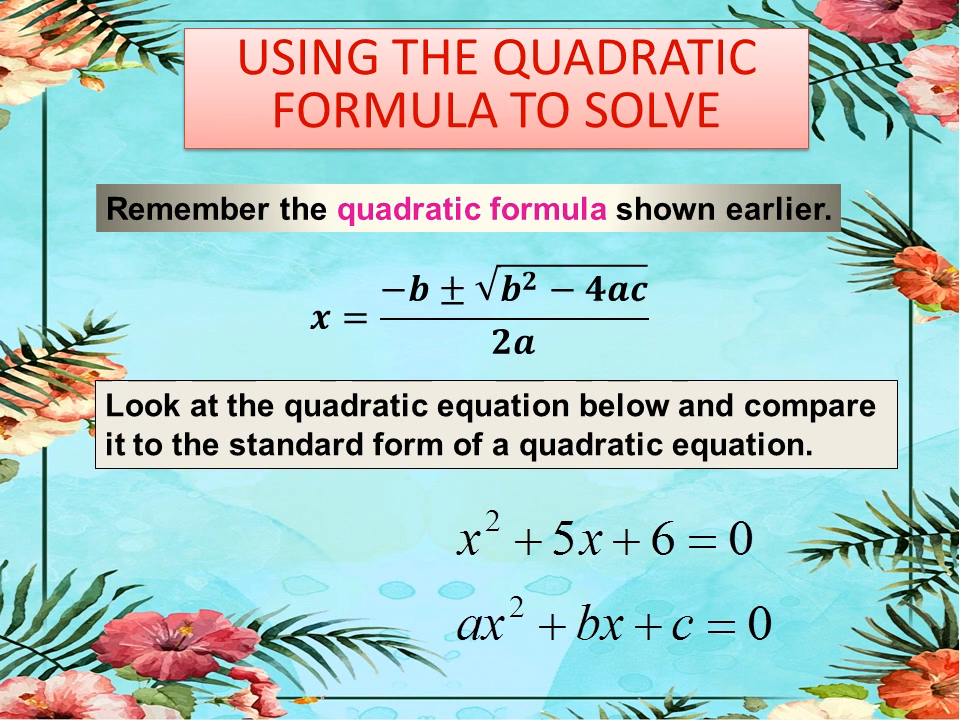 USING THE QUADRATIC
FORMULA TO SOLVE
Remember the quadratic formula shown earlier.
x = (−b ± √(b² − 4ac)) / 2a
Look at the quadratic equation below and compare
it to the standard form of a quadratic equation.
x² + 5x + 6 = 0
ax² + bx + c = 0